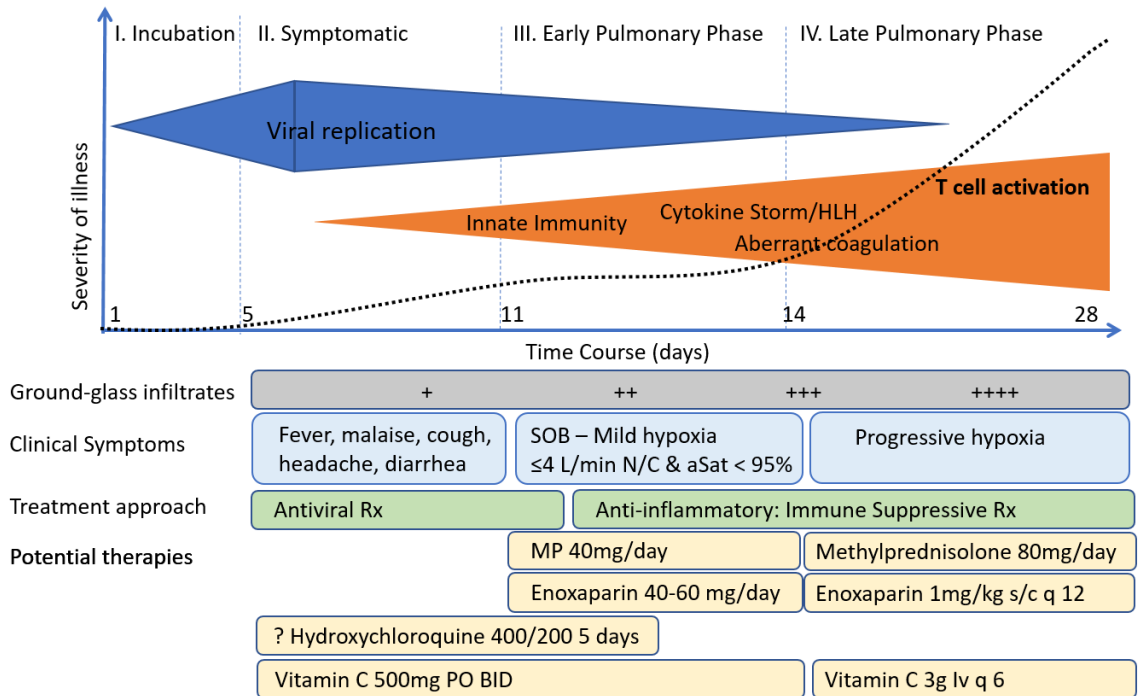 I. Incubation
II. Symptomatic
III. Early Pulmonary Phase
IV. Late Pulmonary Phase
Severity of illness
Viral replication
T cell activation
Cytokine Storm/HLH
Innate Immunity
Aberrant coagulation
1
5
11
14
28
Time Course (days)
Ground-glass infiltrates
+
++
+++
++++
Clinical Symptoms
Fever, malaise, cough,
headache, diarrhea
SOB – Mild hypoxia
≤4 L/min N/C & aSat < 95%
Progressive hypoxia
Treatment approach
Antiviral Rx
Anti-inflammatory: Immune Suppressive Rx
Potential therapies
MP 40mg/day
Methylprednisolone 80mg/day
Enoxaparin 40-60 mg/day
Enoxaparin 1mg/kg s/c q 12
? Hydroxychloroquine 400/200 5 days
Vitamin C 500mg PO BID
Vitamin C 3g Iv q 6